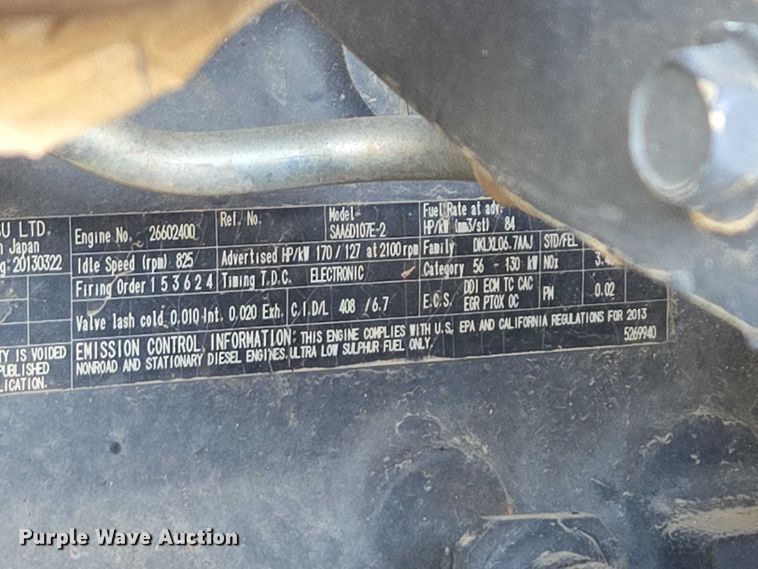 LTD.
Japan
20130322
TY IS VOIDED
PUBLISHED
LICATION.
Engine No. 26602400
Ref. No.
Model SAA6D107E-2
Fuel Rate at adv.
HP/kW (mm3/st) 84
Idle Speed (rpm) 825
Advertised HP/kW 170 / 127 at 2100 rpm
Family DKLXL06.7AAJ
STD/FEL
Firing Order 1 5 3 6 2 4
Timing T.D.C. ELECTRONIC
Category 56 - 130 kW
NOx
Valve lash cold 0.010 Int. 0.020 Exh.
C.I.D/L 408 / 6.7
E.C.S. DDI ECM TC CAC
EGR PTOX OC
PM 0.02
EMISSION CONTROL INFORMATION: THIS ENGINE COMPLIES WITH U.S. EPA AND CALIFORNIA REGULATIONS FOR 2013
NONROAD AND STATIONARY DIESEL ENGINES. ULTRA LOW SULPHUR FUEL ONLY.
5269940
Purple Wave Auction